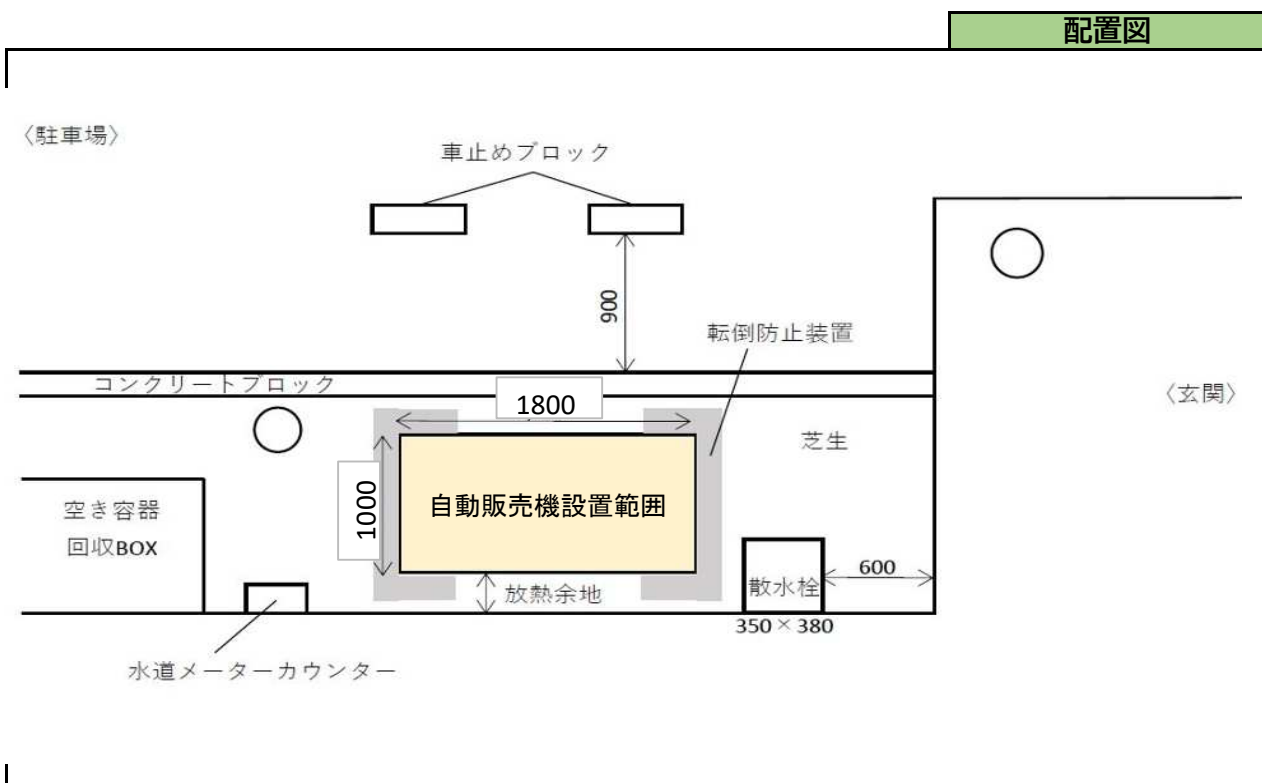 配置図
〈駐車場〉
車止めブロック
900
転倒防止装置
コンクリートブロック
〈玄関〉
1800
芝生
1000
自動販売機設置範囲
空き容器
回収BOX
放熱余地
散水栓
600
350×380
水道メーターカウンター